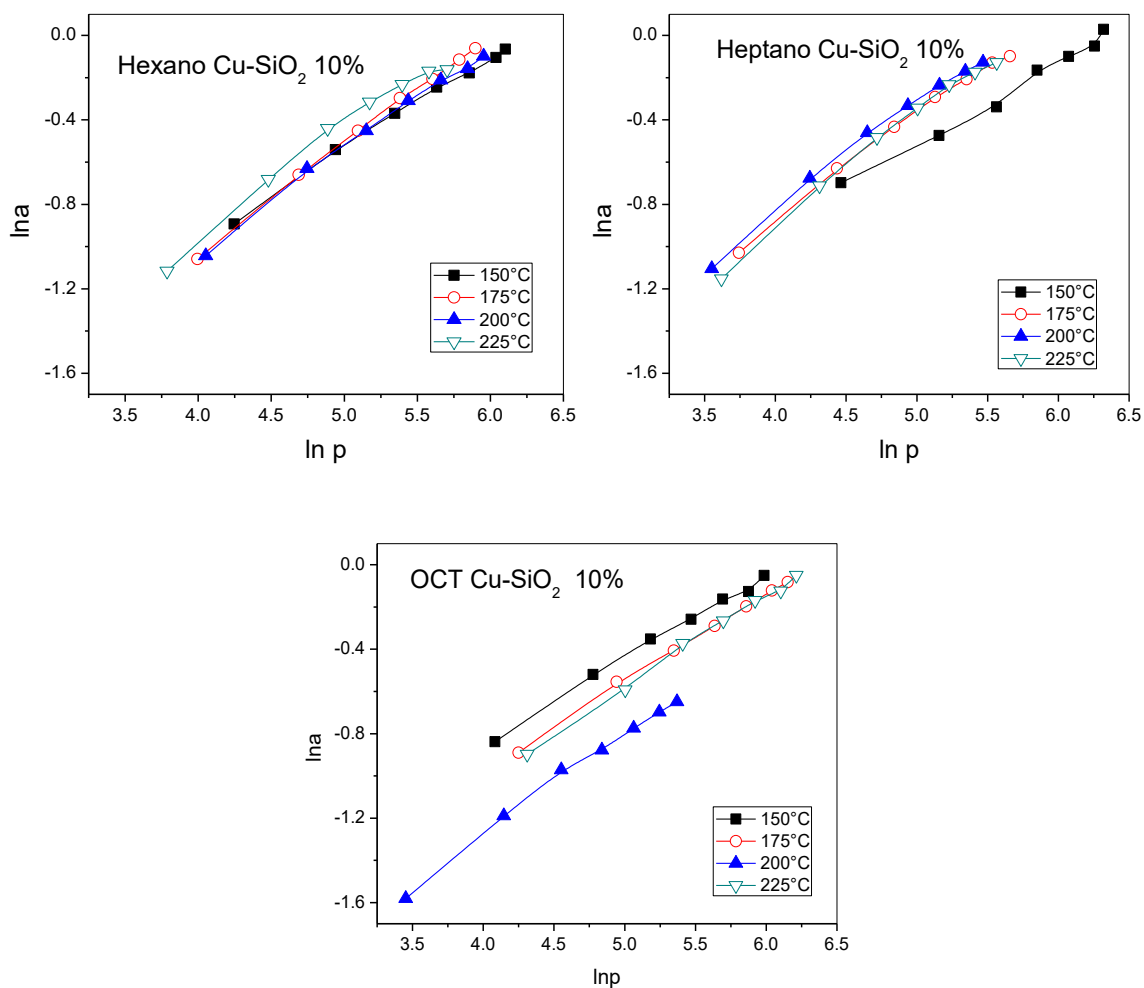 Hexano Cu-SiO2 10%
0.0
-0.4
-0.8
-1.2
-1.6
lna
150°C
175°C
200°C
225°C
3.5 4.0 4.5 5.0 5.5 6.0 6.5
ln p
Heptano Cu-SiO2 10%
0.0
-0.4
-0.8
-1.2
-1.6
lna
150°C
175°C
200°C
225°C
3.5 4.0 4.5 5.0 5.5 6.0 6.5
ln p
OCT Cu-SiO2 10%
0.0
-0.4
-0.8
-1.2
-1.6
lna
150°C
175°C
200°C
225°C
3.5 4.0 4.5 5.0 5.5 6.0 6.5
lnp